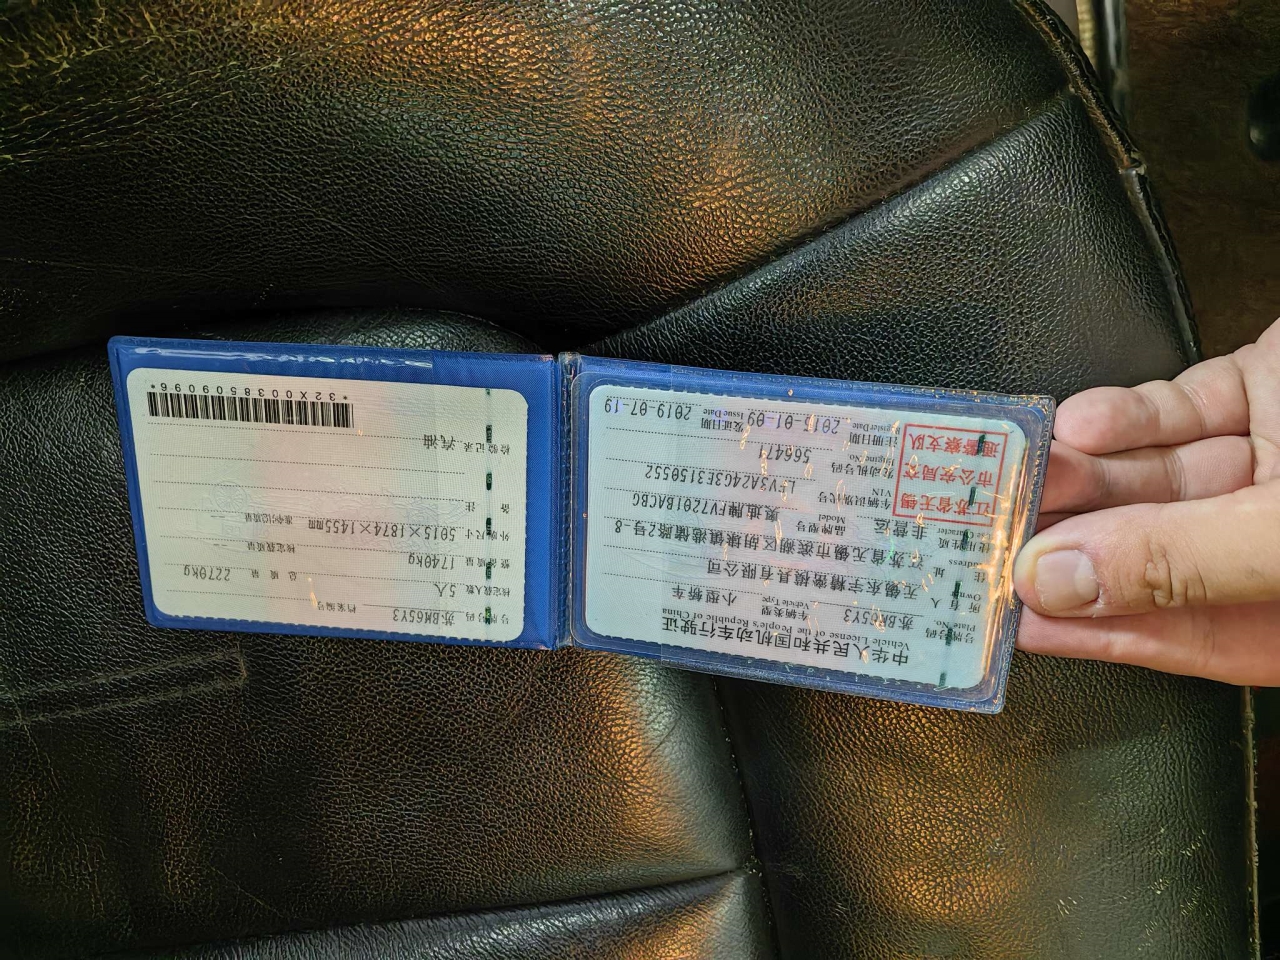 中华人民共和国机动车行驶证
Vehicle License of the People's Republic of China
号牌号码
Plate No.
苏BM65Y3
车辆类型
Vehicle Type
小型轿车
所有人
Owner
无锡东宇精密模具有限公司
住址
Address
江苏省无锡市滨湖区胡埭镇盛
路2号-8
使用性质
Use Character
非营运
品牌型号
Model
奥迪牌FV7201BACBG
江苏省无锡
市公安局交
通警察支队
车辆识别代号
VIN
LFV3A24G3E3150552
发动机号码
Engine No.
566471
注册日期
Register Date
发证日期
Issue Date
2019-07-19
号牌号码
苏BM65Y3
档案编号
核定载人数
5人
总质量
2270kg
整备质量
1740kg
核定载质量
外廓尺寸
5015×1874×1455mm
准牵引总质量
备注
检验记录
汽油
*32X0038509096*